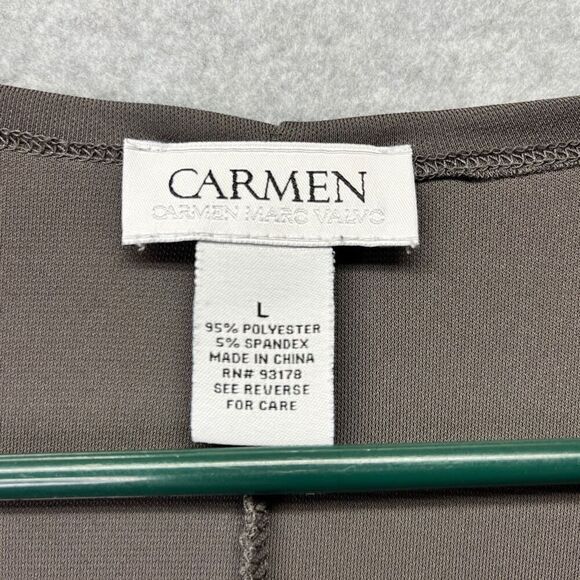 CARMEN
CARMEN MARC VALVO
L
95% POLYESTER
5% SPANDEX
MADE IN CHINA
RN# 93178
SEE REVERSE
FOR CARE